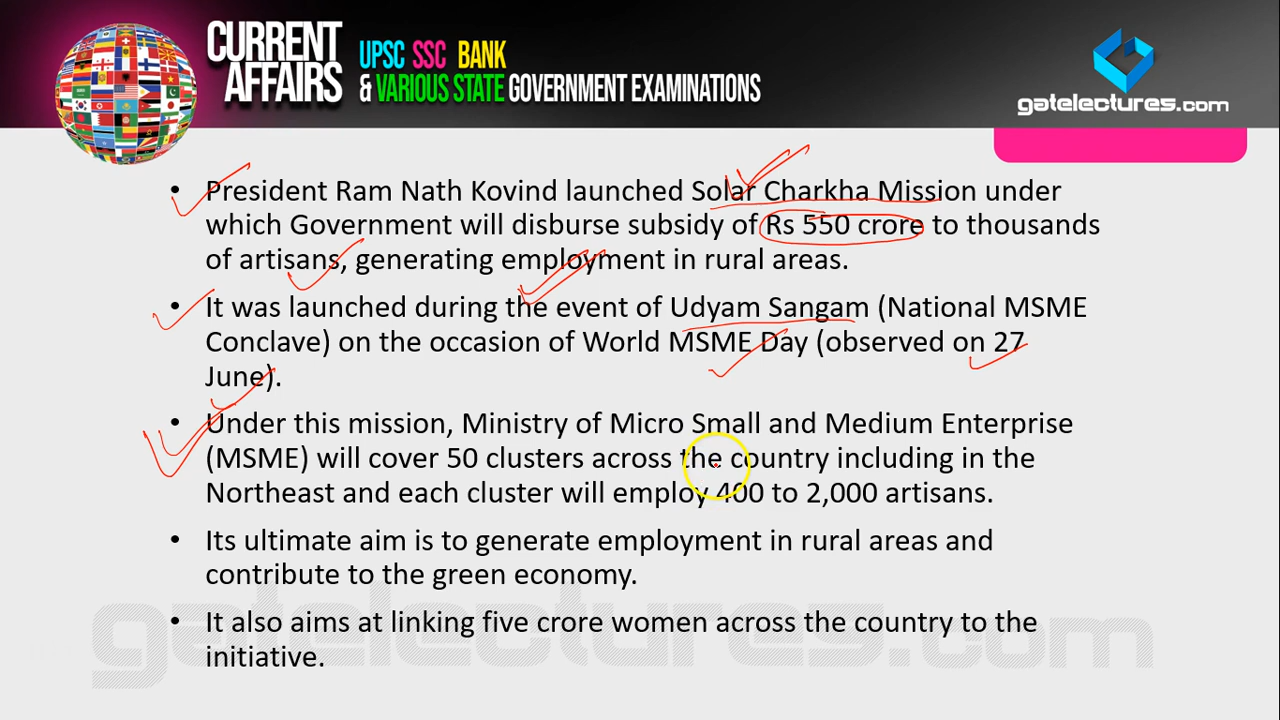 CURRENT
AFFAIRS
UPSC SSC BANK
& VARIOUS STATE GOVERNMENT EXAMINATIONS
gatelectures.com
• President Ram Nath Kovind launched Solar Charkha Mission under
which Government will disburse subsidy of Rs 550 crore to thousands
of artisans, generating employment in rural areas.
• It was launched during the event of Udyam Sangam (National MSME
Conclave) on the occasion of World MSME Day (observed on 27
June).
• Under this mission, Ministry of Micro Small and Medium Enterprise
(MSME) will cover 50 clusters across the country including in the
Northeast and each cluster will employ 400 to 2,000 artisans.
• Its ultimate aim is to generate employment in rural areas and
contribute to the green economy.
• It also aims at linking five crore women across the country to the
initiative.
gatelectures.com